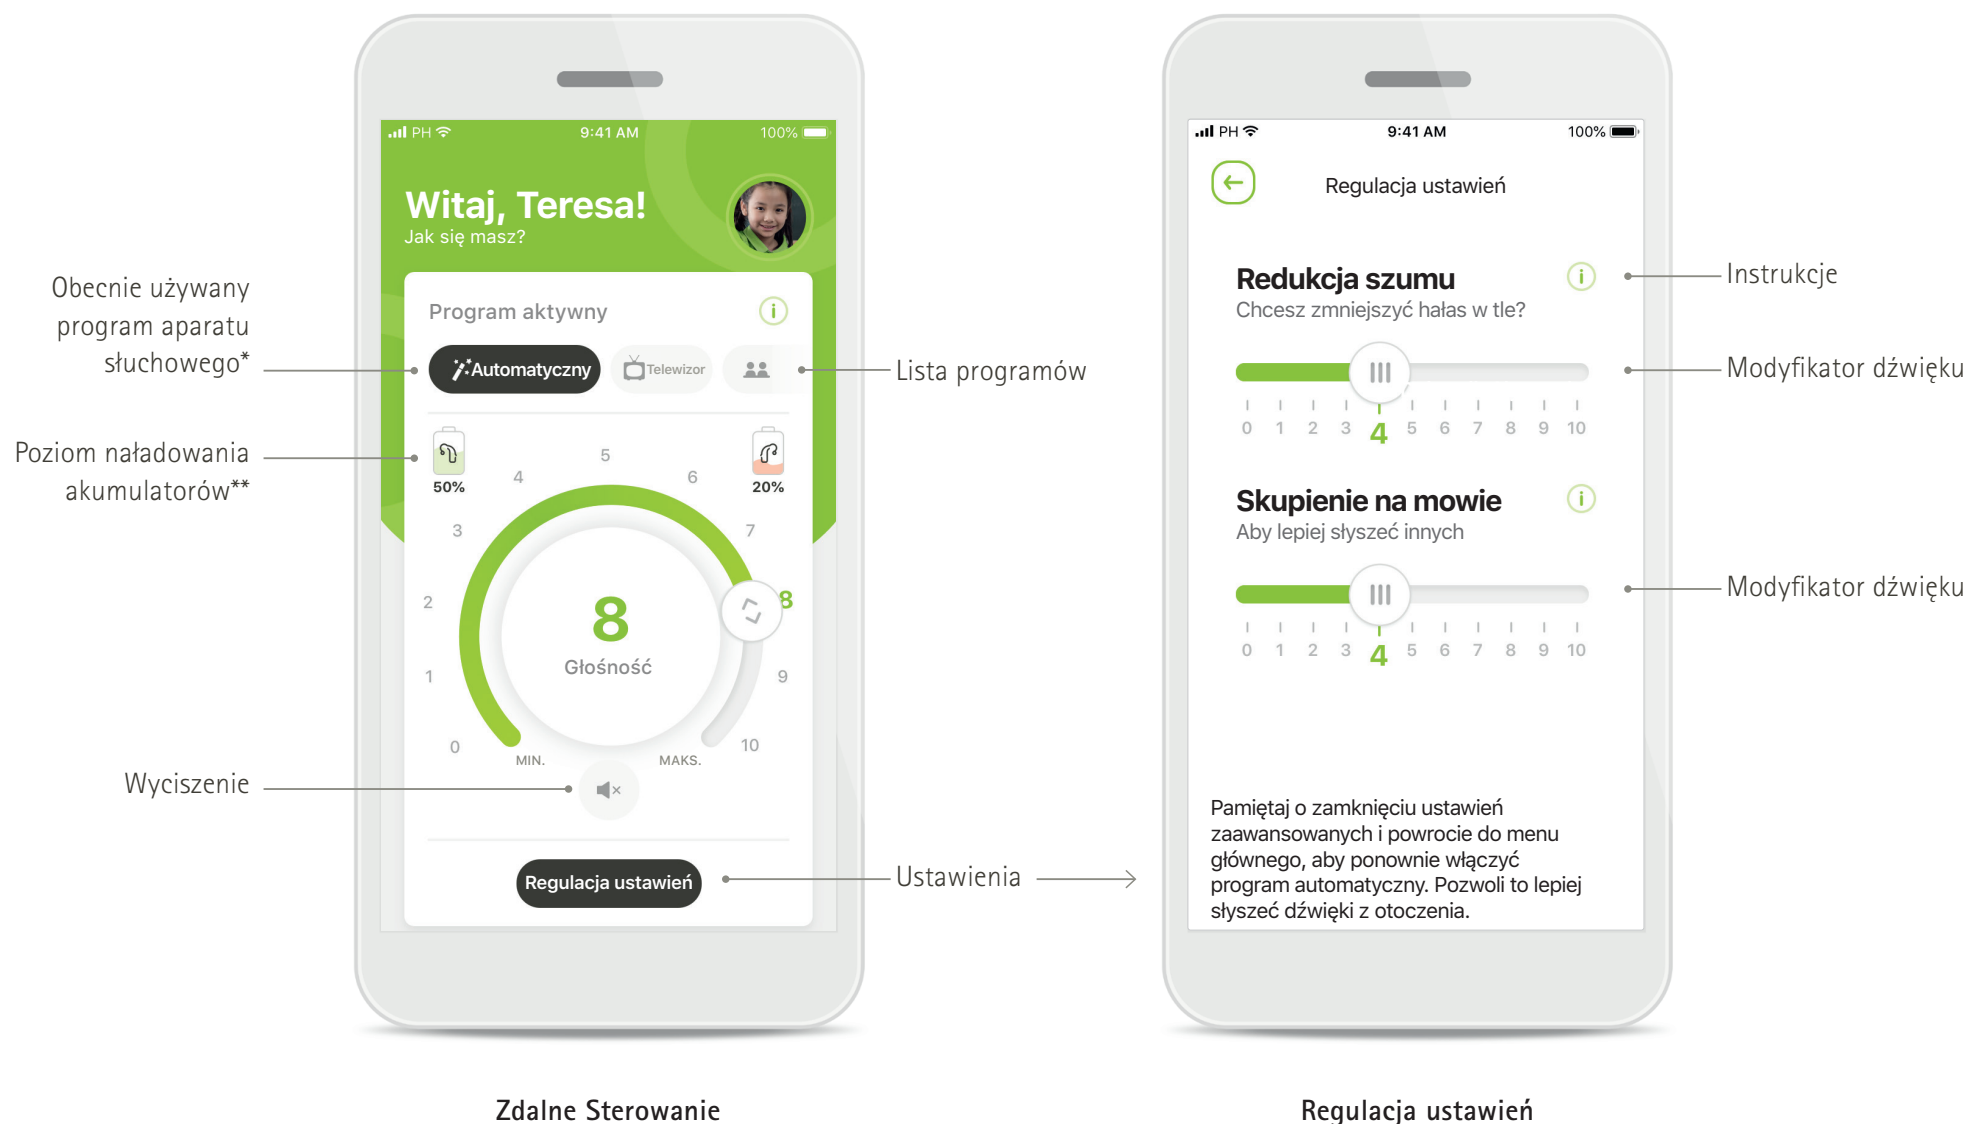 PH
9:41 AM
100%
Witaj, Teresa!
Jak się masz?
Obecnie używany
program aparatu
słuchowego*
Program aktywny
i
Automatyczny
Telewizor
Lista programów
Poziom naładowania
akumulatorów**
50%
20%
0
1
2
3
4
5
6
7
8
9
10
8
Głośność
MIN.
MAKS.
Wyciszenie
Regulacja ustawień
Ustawienia
Zdalne Sterowanie
PH
9:41 AM
100%
Regulacja ustawień
Redukcja szumu
i
Chcesz zmniejszyć hałas w tle?
Instrukcje
Modyfikator dźwięku
0 1 2 3 4 5 6 7 8 9 10
Skupienie na mowie
i
Aby lepiej słyszeć innych
Modyfikator dźwięku
0 1 2 3 4 5 6 7 8 9 10
Pamiętaj o zamknięciu ustawień
zaawansowanych i powrocie do menu
głównego, aby ponownie włączyć
program automatyczny. Pozwoli to lepiej
słyszeć dźwięki z otoczenia.
Regulacja ustawień